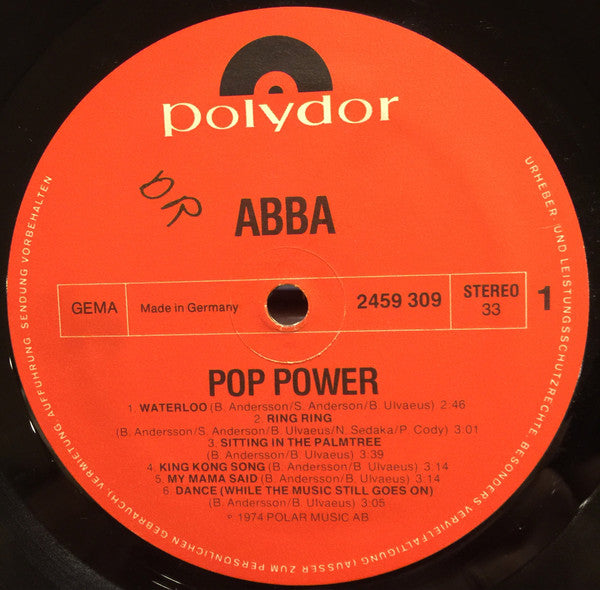 polydor
DR
ABBA
GEMA
Made in Germany
2459 309
STEREO
33
1
POP POWER
1. WATERLOO (B. Andersson/S. Anderson/B. Ulvaeus) 2:46
2. RING RING
(B. Andersson/S. Anderson/B. Ulvaeus/N. Sedaka/P. Cody) 3:01
3. SITTING IN THE PALMTREE
(B. Andersson/B. Ulvaeus) 3:39
4. KING KONG SONG (B. Andersson/B. Ulvaeus) 3:14
5. MY MAMA SAID (B. Andersson/B. Ulvaeus) 3:14
6. DANCE (WHILE THE MUSIC STILL GOES ON)
(B. Andersson/B. Ulvaeus) 3:05
℗ 1974 POLAR MUSIC AB
URHEBER- UND LEISTUNGSSCHUTZRECHTE, BESONDERS VERVIELFÄLTIGUNG (AUSSER ZUM PERSÖNLICHEN GEBRAUCH), VERMIETUNG, AUFFÜHRUNG, SENDUNG VORBEHALTEN